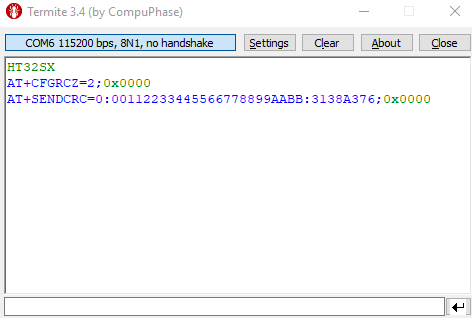 Termite 3.4 (by CompuPhase)
COM6 115200 bps, 8N1, no handshake Settings Clear About Close
HT32SX
AT+CFGRCZ=2;0x0000
AT+SENDCRC=0:00112233445566778899AABB:3138A376;0x0000